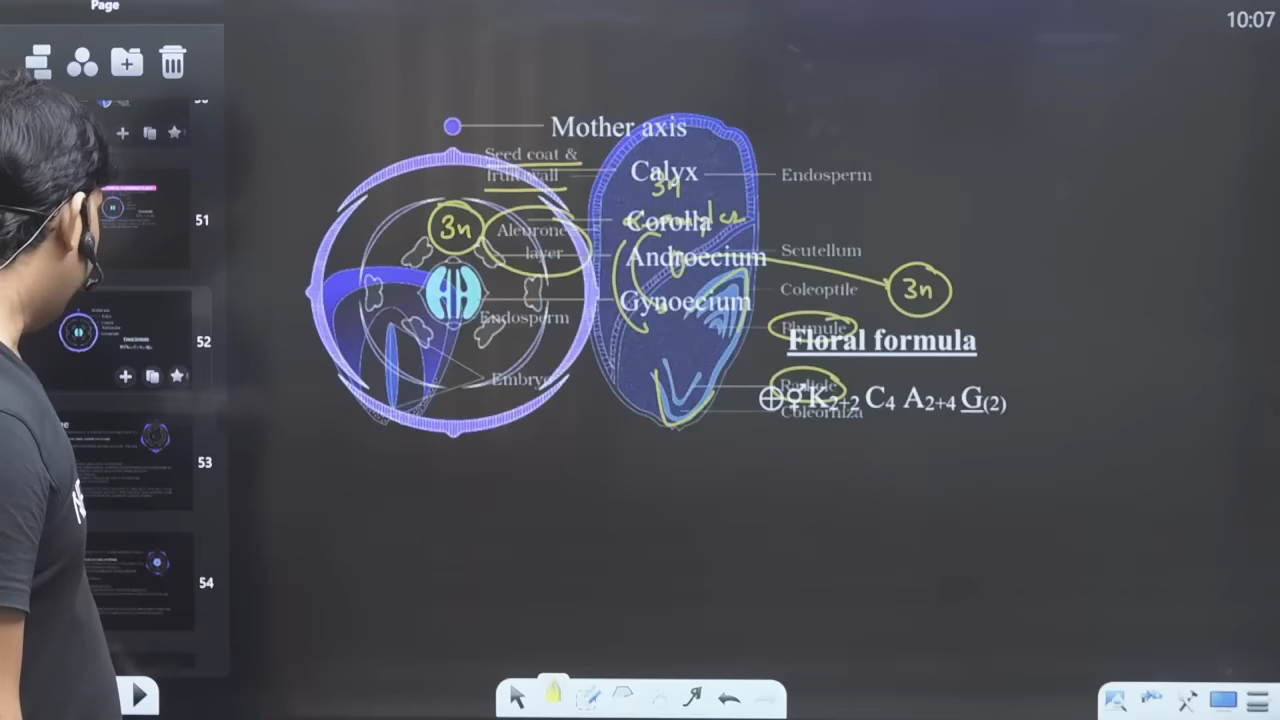 Page
10:07
Mother axis
Seed coat &
fruit wall
Calyx
Endosperm
3n
3n
Corolla
Aleurone
layer
Androecium
Scutellum
3n
Coleoptile
Gynoecium
Endosperm
Plumule
Floral formula
Embryo
Radicle
⊕⚥ K2+2 C4 A2+4 G(2)
Coleorhiza
51
52
53
54